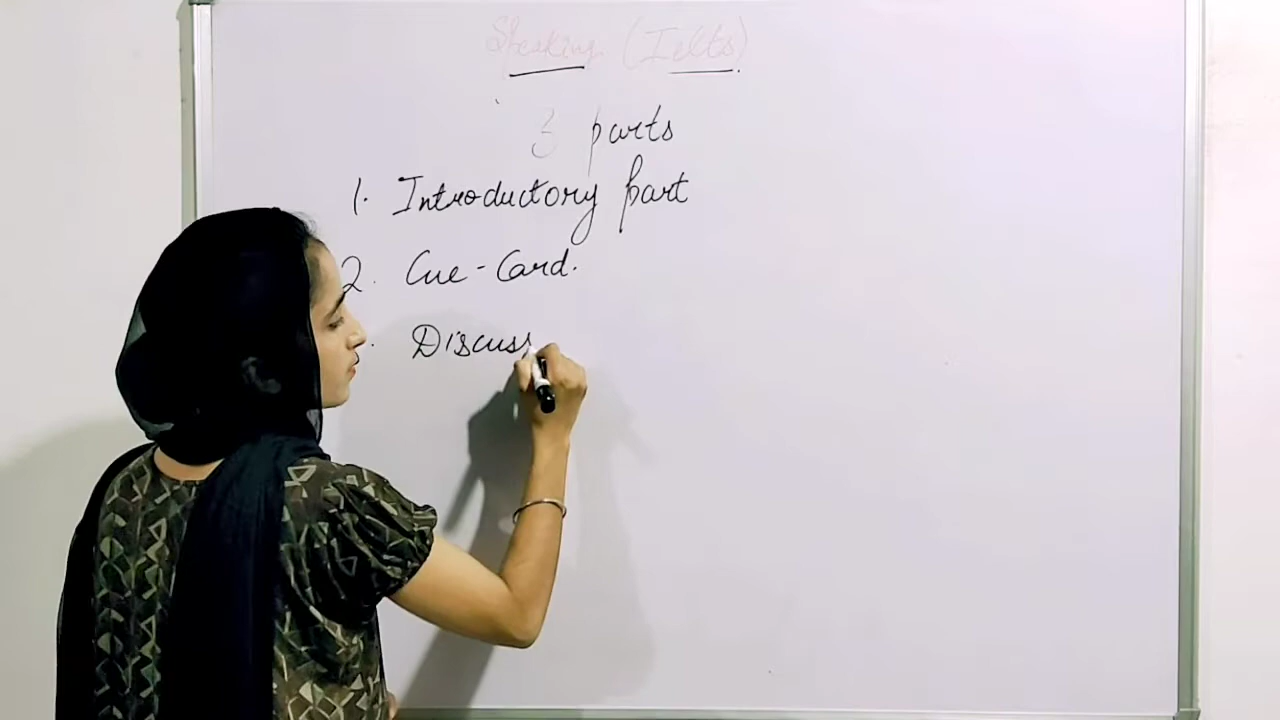 Speaking (Ielts)
3 parts
1. Introductory part
2. Cue-Card.
. Discuss